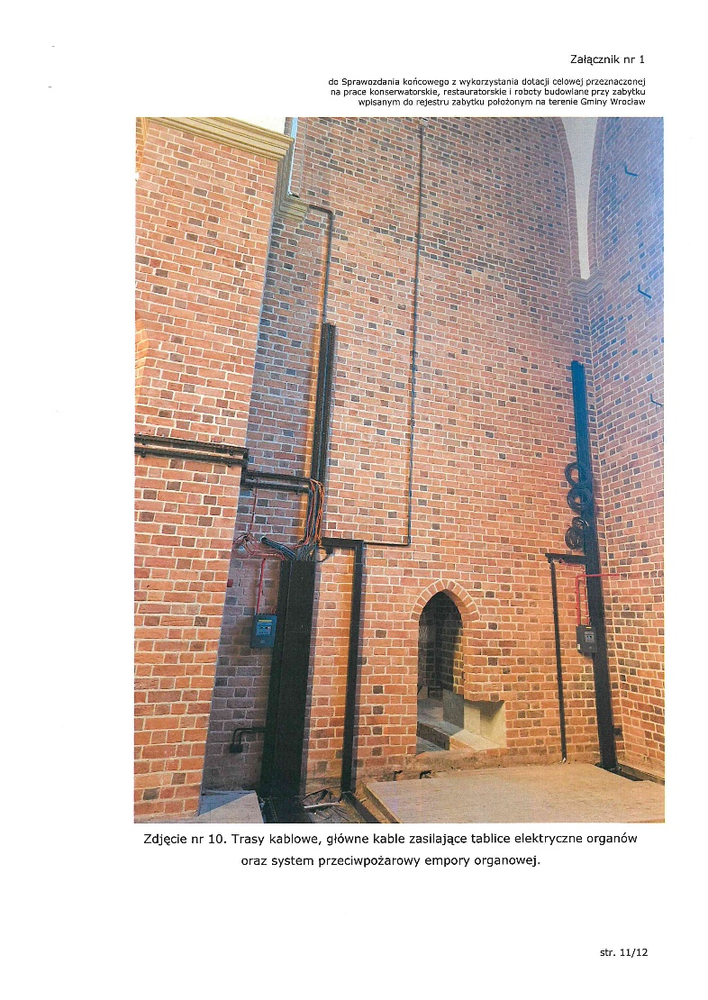 Załącznik nr 1
do Sprawozdania końcowego z wykorzystania dotacji celowej przeznaczonej
na prace konserwatorskie, restauratorskie i roboty budowlane przy zabytku
wpisanym do rejestru zabytku położonym na terenie Gminy Wrocław
Zdjęcie nr 10. Trasy kablowe, główne kable zasilające tablice elektryczne organów
oraz system przeciwpożarowy empory organowej.
str. 11/12